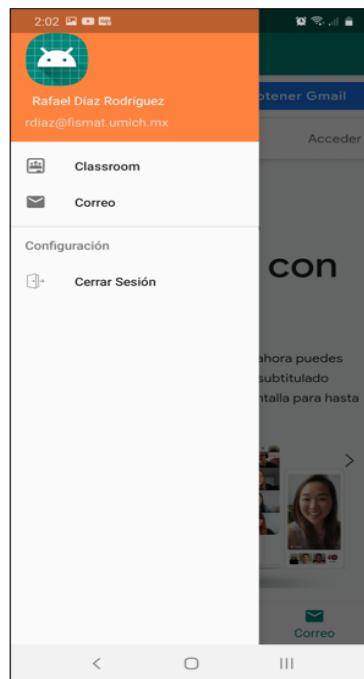 2:02
Rafael Díaz Rodríguez
rdiaz@fismat.umich.mx
Classroom
Correo
Configuración
Cerrar Sesión
btener Gmail
Acceder
con
ahora puedes
subtitulado
ntalla para hasta
Correo